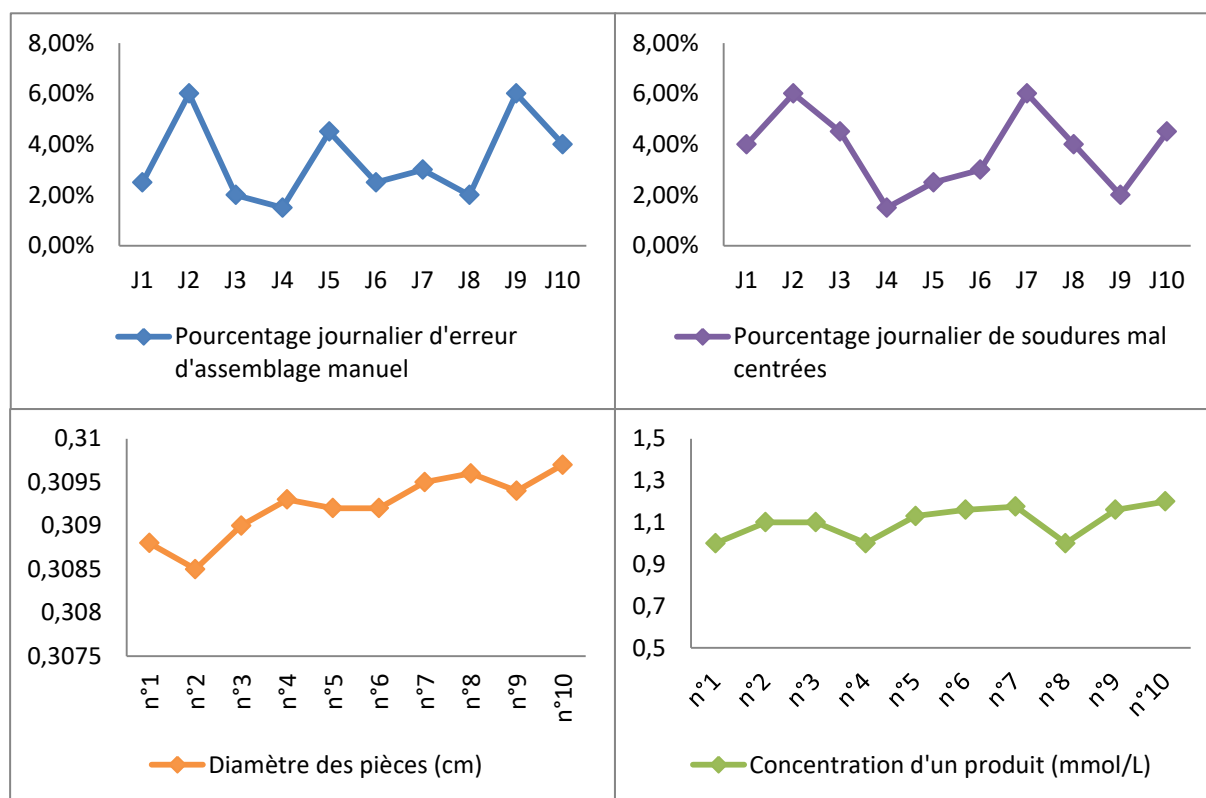 8,00%
6,00%
4,00%
2,00%
0,00%
J1 J2 J3 J4 J5 J6 J7 J8 J9 J10
Pourcentage journalier d'erreur
d'assemblage manuel
8,00%
6,00%
4,00%
2,00%
0,00%
J1 J2 J3 J4 J5 J6 J7 J8 J9 J10
Pourcentage journalier de soudures mal
centrées
0,31
0,3095
0,309
0,3085
0,308
0,3075
n°1 n°2 n°3 n°4 n°5 n°6 n°7 n°8 n°9 n°10
Diamètre des pièces (cm)
1,5
1,3
1,1
0,9
0,7
0,5
n°1 n°2 n°3 n°4 n°5 n°6 n°7 n°8 n°9 n°10
Concentration d'un produit (mmol/L)